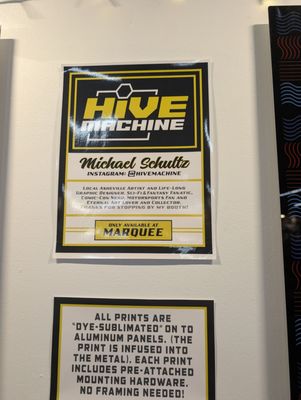 HIVE
MACHINE
Michael Schultz
INSTAGRAM: @HIVEMACHINE
LOCAL ASHEVILLE ARTIST AND LIFE-LONG
GRAPHIC DESIGNER, SCI-FI & FANTASY FANATIC,
COMIC-CON NERD, MOTORSPORTS FAN AND
ETERNAL ART LOVER AND COLLECTOR.
THANKS FOR STOPPING BY MY BOOTH!
ONLY AVAILABLE AT
MARQUEE
ALL PRINTS ARE
"DYE-SUBLIMATED" ON TO
ALUMINUM PANELS, (THE
PRINT IS INFUSED INTO
THE METAL). EACH PRINT
INCLUDES PRE-ATTACHED
MOUNTING HARDWARE.
NO FRAMING NEEDED!